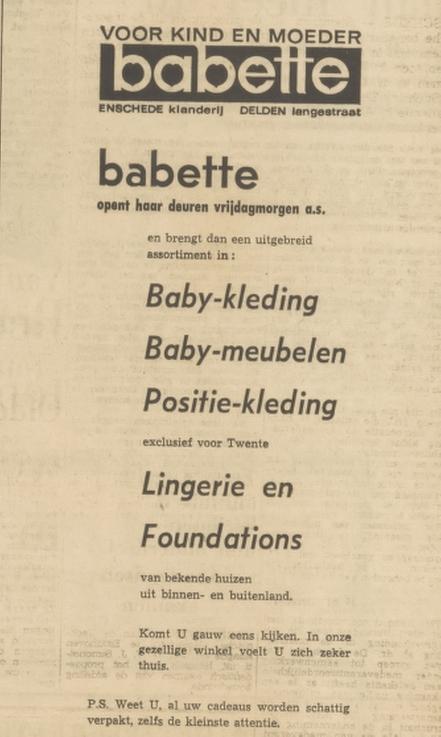 VOOR KIND EN MOEDER
babette
ENSCHEDE klanderij DELDEN langestraat
babette
opent haar deuren vrijdagmorgen a.s.
en brengt dan een uitgebreid
assortiment in:
Baby-kleding
Baby-meubelen
Positie-kleding
exclusief voor Twente
Lingerie en
Foundations
van bekende huizen
uit binnen- en buitenland.
Komt U gauw eens kijken. In onze
gezellige winkel voelt U zich zeker
thuis.
P.S. Weet U, al uw cadeaus worden schattig
verpakt, zelfs de kleinste attentie.